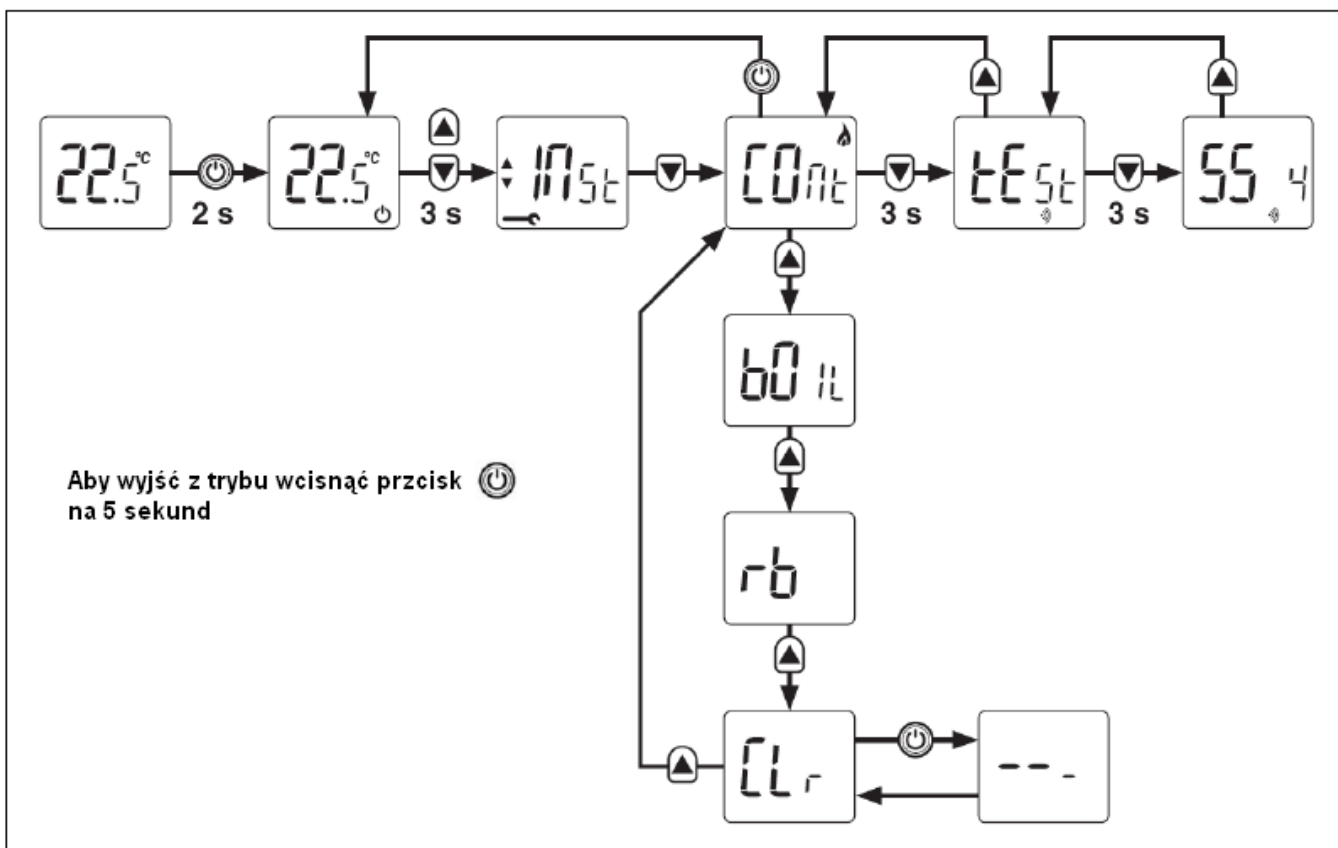 22.5 °C
2 s
22.5 °C
3 s
INSt
CONt
3 s
tESt
3 s
SS 4
bOIL
rb
CLr
---
Aby wyjść z trybu wcisnąć przcisk
na 5 sekund